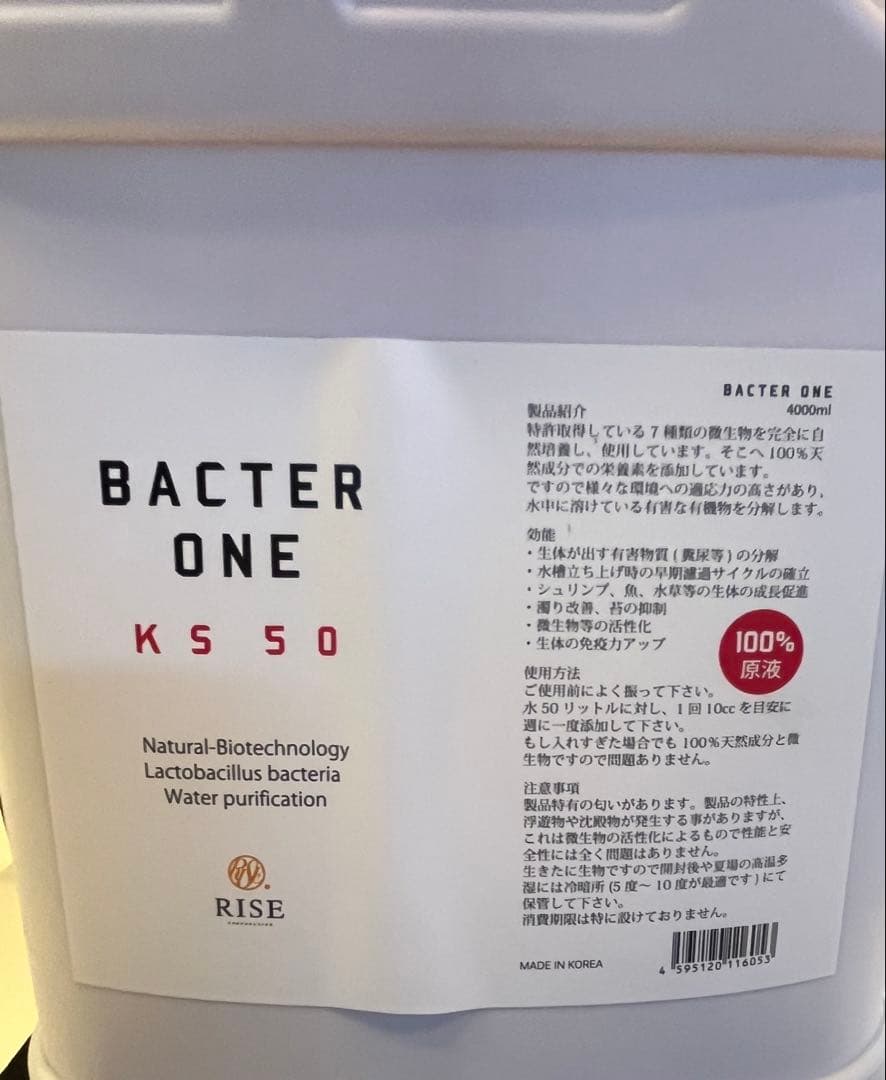 BACTER
ONE
KS 50
Natural-Biotechnology
Lactobacillus bacteria
Water purification
RISE
BACTER ONE
4000ml
製品紹介
特許取得している7種類の微生物を完全に自
然培養し、使用しています。そこへ100%天
然成分での栄養素を添加しています。
ですので様々な環境への適応力の高さがあり、
水中に溶けている有害な有機物を分解します。
効能
・生体が出す有害物質(糞尿等)の分解
・水槽立ち上げ時の早期濾過サイクルの確立
・シュリンプ、魚、水草等の生体の成長促進
・濁り改善、苔の抑制
・微生物等の活性化
・生体の免疫力アップ
100%
原液
使用方法
ご使用前によく振って下さい。
水50リットルに対し、1回10ccを目安に
週に一度添加して下さい。
もし入れすぎた場合でも100%天然成分と微
生物ですので問題ありません。
注意事項
製品特有の匂いがあります。製品の特性上、
浮遊物や沈殿物が発生する事がありますが、
これは微生物の活性化によるもので性能と安
全性には全く問題はありません。
生きたに生物ですので開封後や夏場の高温多
湿には冷暗所(5度〜10度が最適です)にて
保管して下さい。
消費期限は特に設けておりません。
MADE IN KOREA
4 595120 116053